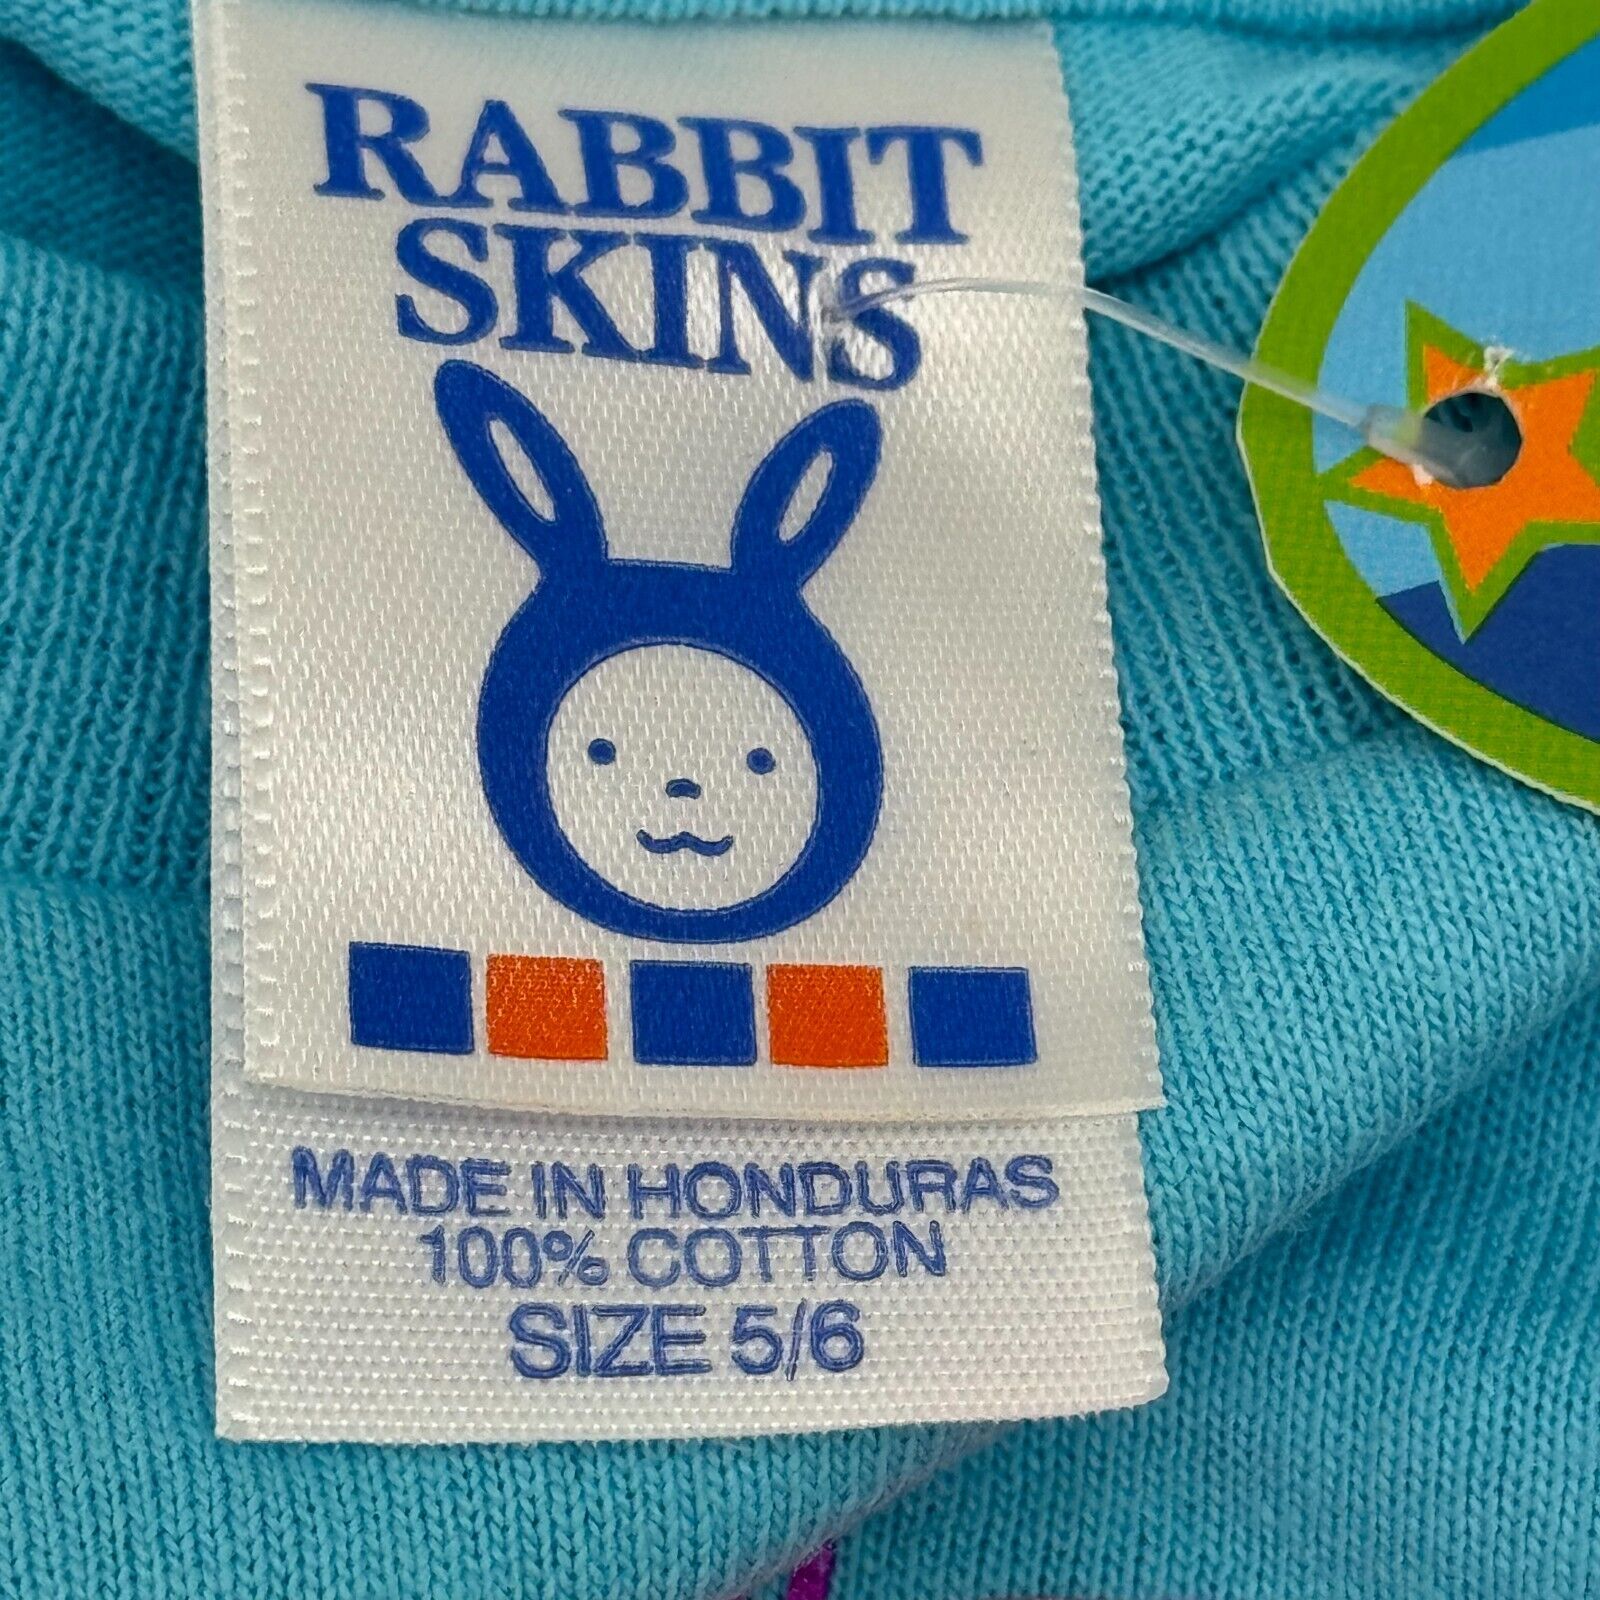 RABBIT
SKINS
MADE IN HONDURAS
100% COTTON
SIZE 5/6